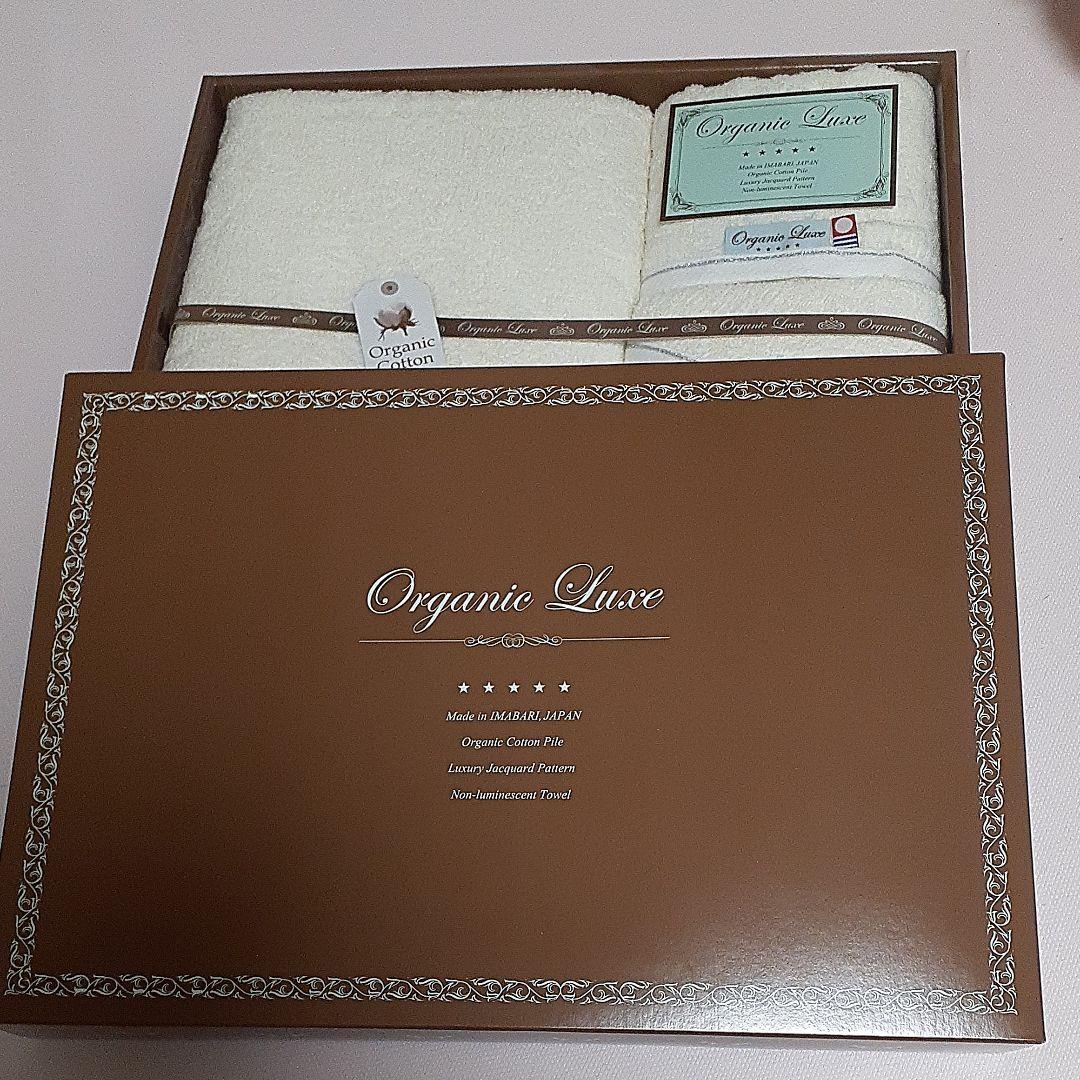 Organic Luxe
★ ★ ★ ★ ★
Made in IMABARI, JAPAN
Organic Cotton Pile
Luxury Jacquard Pattern
Non-luminescent Towel
Organic Luxe
★ ★ ★ ★ ★
Organic Luxe Organic Luxe Organic Luxe Organic Luxe Organic Luxe
Organic
Cotton
Organic Luxe
★ ★ ★ ★ ★
Made in IMABARI, JAPAN
Organic Cotton Pile
Luxury Jacquard Pattern
Non-luminescent Towel